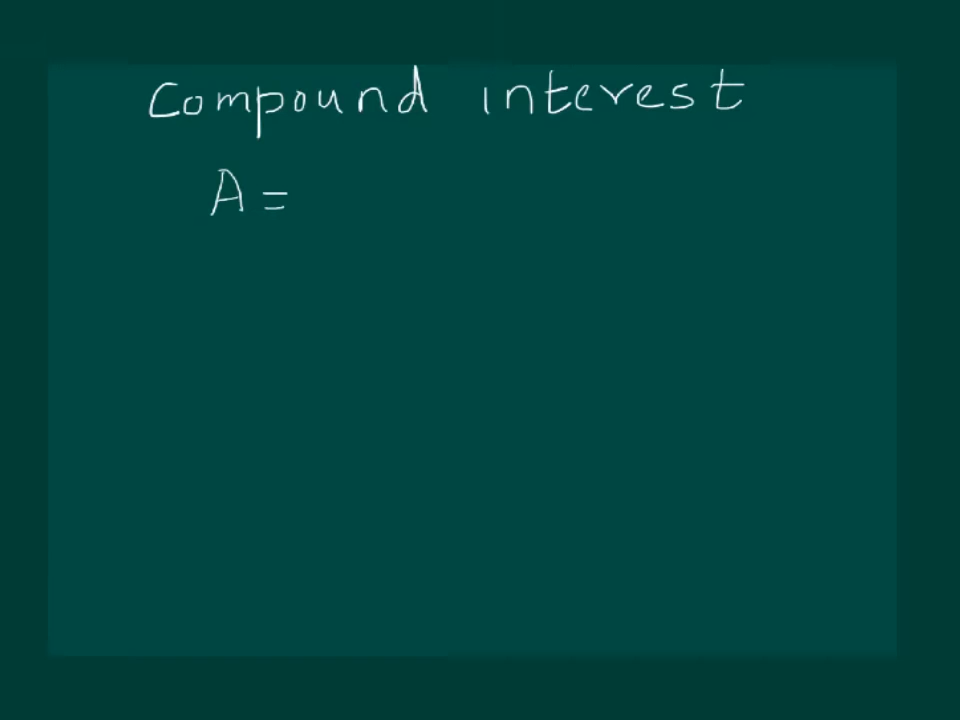 Compound interest
A =